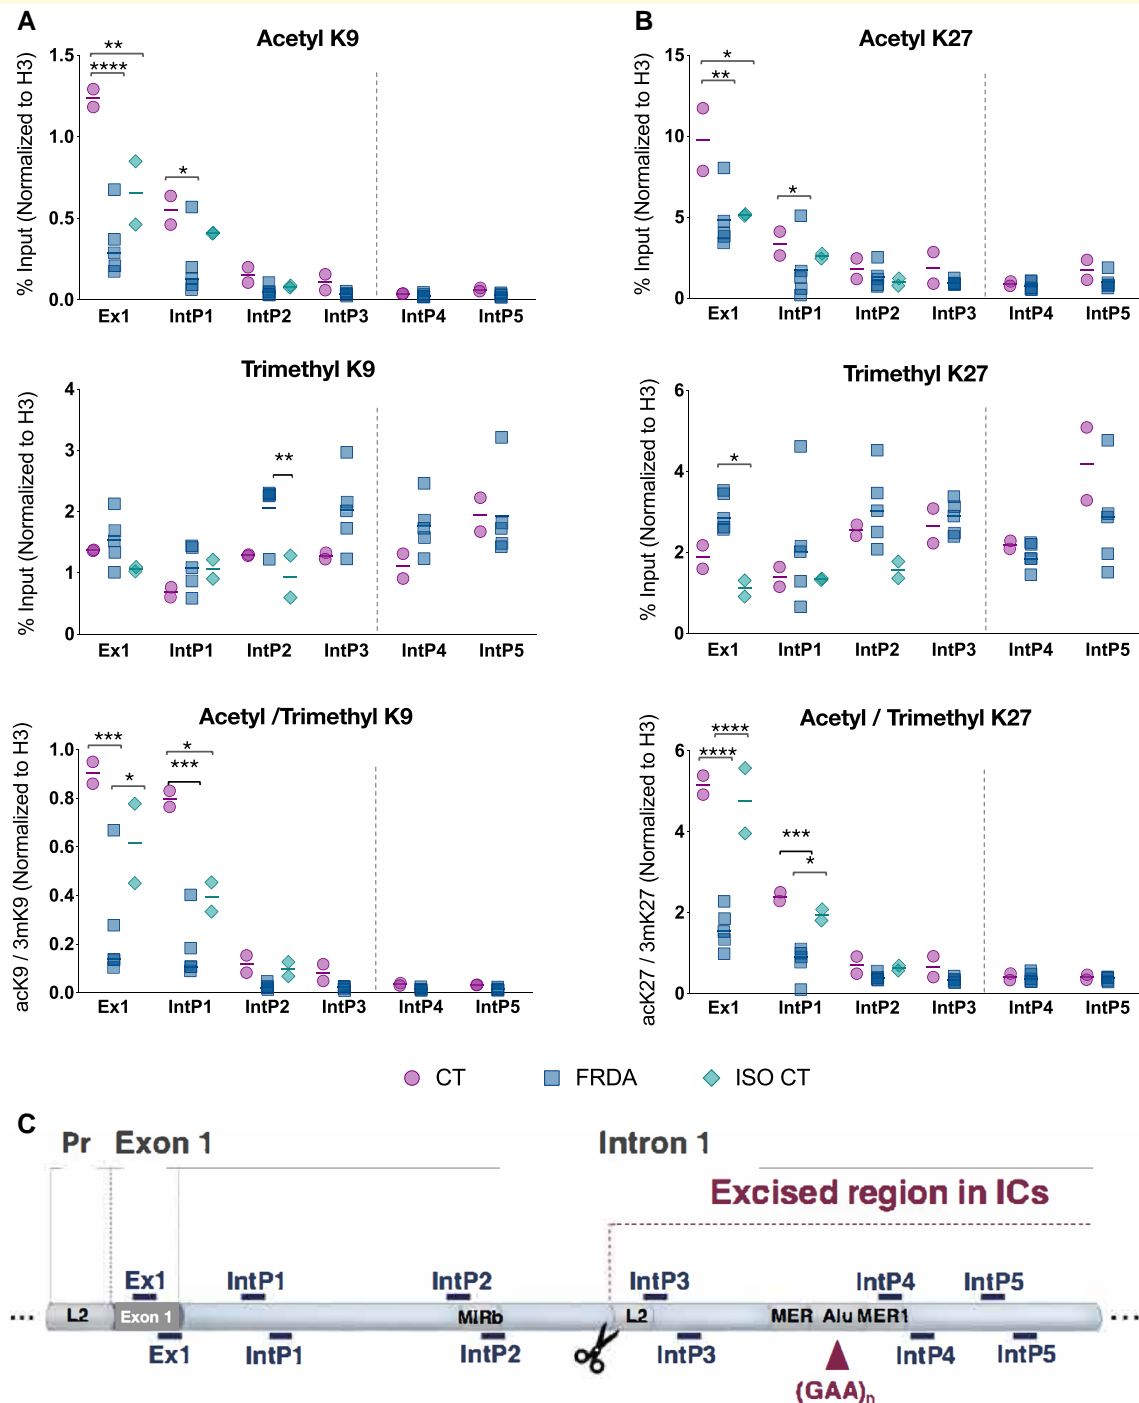 A
Acetyl K9
% Input (Normalized to H3)
1.5
1.0
0.5
0.0
**
****
*
Ex1 IntP1 IntP2 IntP3 IntP4 IntP5
Trimethyl K9
% Input (Normalized to H3)
4
3
2
1
0
**
Ex1 IntP1 IntP2 IntP3 IntP4 IntP5
Acetyl /Trimethyl K9
acK9 / 3mK9 (Normalized to H3)
1.0
0.8
0.6
0.4
0.2
0.0
***
*
*
***
Ex1 IntP1 IntP2 IntP3 IntP4 IntP5
B
Acetyl K27
% Input (Normalized to H3)
15
10
5
0
*
**
*
Ex1 IntP1 IntP2 IntP3 IntP4 IntP5
Trimethyl K27
% Input (Normalized to H3)
6
4
2
0
*
Ex1 IntP1 IntP2 IntP3 IntP4 IntP5
Acetyl / Trimethyl K27
acK27 / 3mK27 (Normalized to H3)
6
4
2
0
****
****
***
*
Ex1 IntP1 IntP2 IntP3 IntP4 IntP5
CT FRDA ISO CT
C
Pr Exon 1 Intron 1
Excised region in ICs
Ex1 IntP1 IntP2 IntP3 IntP4 IntP5
... L2 Exon 1 MIRb L2 MER Alu MER1 ...
Ex1 IntP1 IntP2 IntP3 IntP4 IntP5
(GAA)n